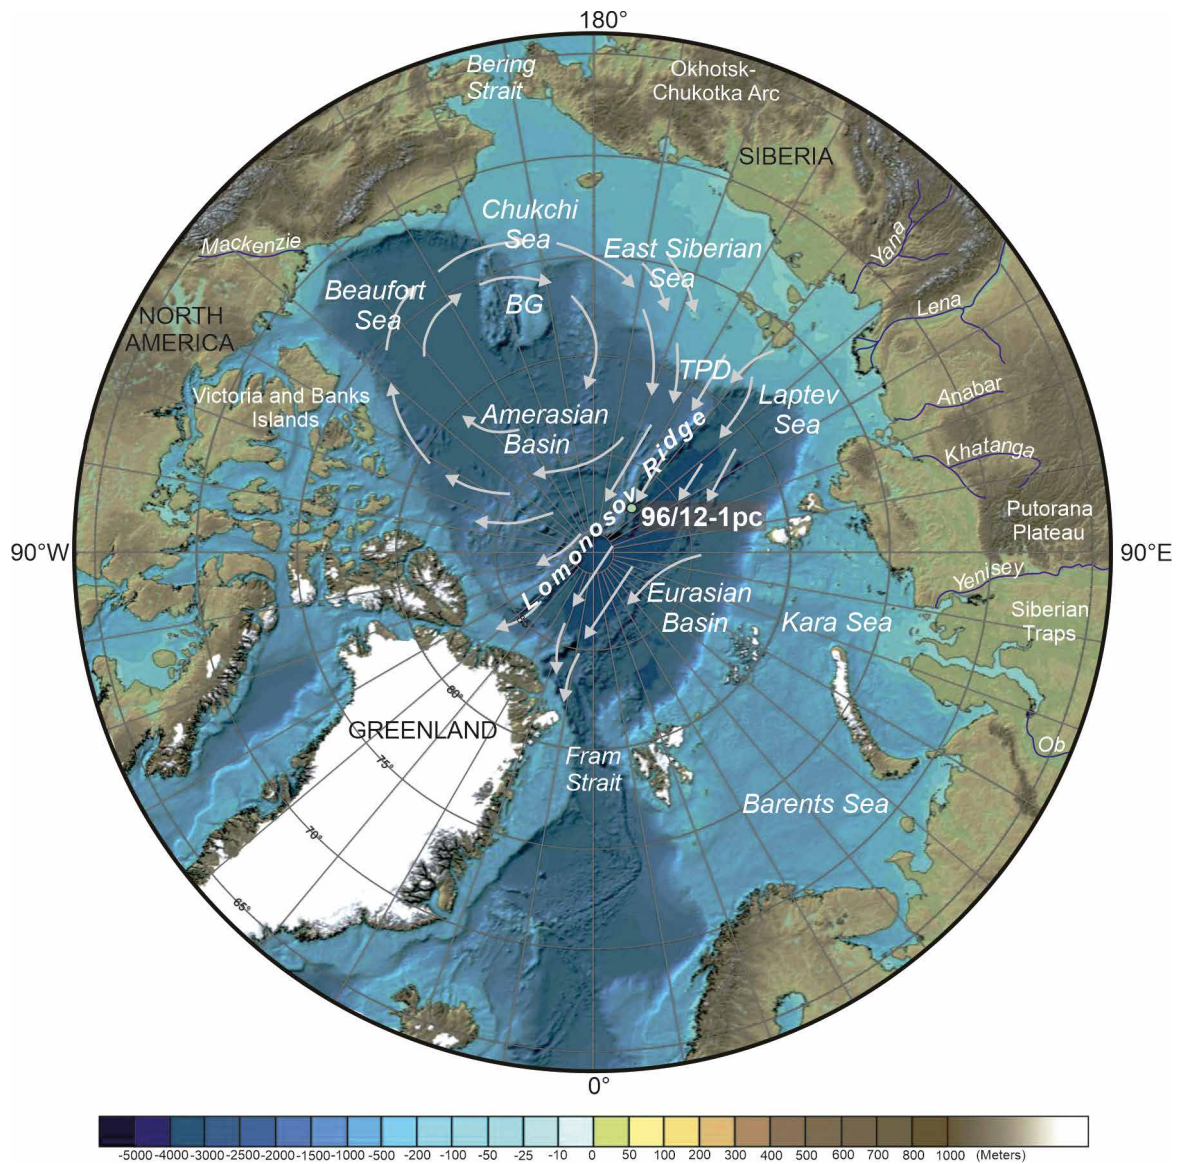 180°
Bering
Strait
Okhotsk-
Chukotka Arc
SIBERIA
Chukchi
Sea
Mackenzie
East Siberian
Sea
Yana
Beaufort
Sea
BG
Lena
NORTH
AMERICA
TPD
Victoria and Banks
Islands
Laptev
Sea
Anabar
Amerasian
Basin
Khatanga
Lomonosov Ridge
96/12-1pc
Putorana
Plateau
90°W
90°E
Yenisey
Eurasian
Basin
Kara Sea
Siberian
Traps
80°
GREENLAND
75°
Fram
Strait
Ob
Barents Sea
70°
65°
0°
-5000 -4000 -3000 -2500 -2000 -1500 -1000 -500 -200 -100 -50 -25 -10 0 50 100 200 300 400 500 600 700 800 1000 (Meters)